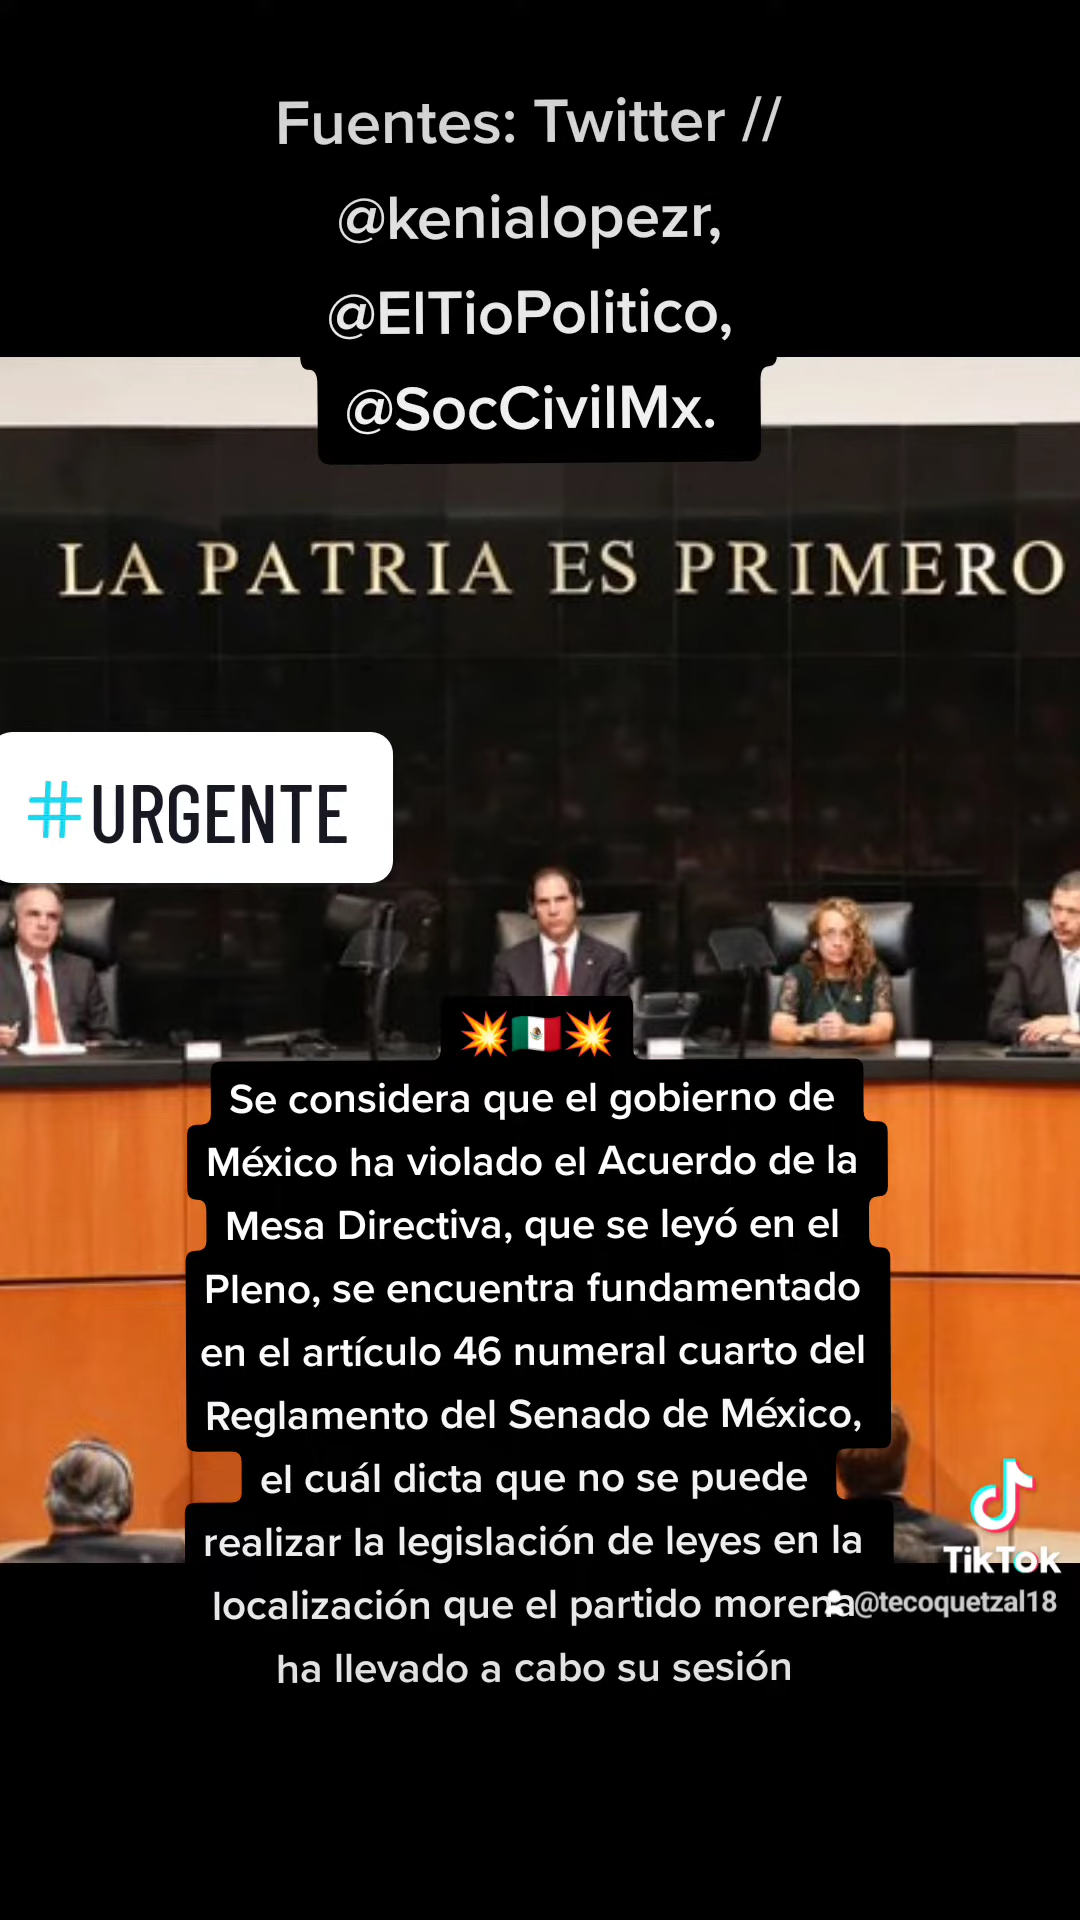 Fuentes: Twitter //
@kenialopezr,
@ElTioPolitico,
@SocCivilMx.
LA PATRIA ES PRIMERO
#URGENTE
Se considera que el gobierno de
México ha violado el Acuerdo de la
Mesa Directiva, que se leyó en el
Pleno, se encuentra fundamentado
en el artículo 46 numeral cuarto del
Reglamento del Senado de México,
el cuál dicta que no se puede
realizar la legislación de leyes en la
localización que el partido morena
ha llevado a cabo su sesión
TikTok
@tecoquetzal18